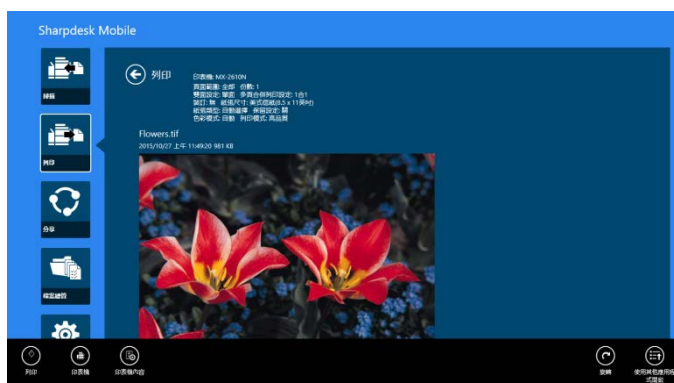 Sharpdesk Mobile
掃描
列印
印表機: MX-2610N
頁面範圍: 全部 份數: 1
雙面設定: 單面 多頁合併列印設定: 1合1
裝訂: 無 紙張尺寸: 美式信紙(8.5 x 11英吋)
紙張類型: 自動選擇 保留設定: 關
色彩模式: 自動 列印模式: 高品質
Flowers.tif
2015/10/27 上午 11:49:20 981 KB
列印
分享
檔案總管
列印
印表機
印表機內容
旋轉
使用其他應用程
式開啟